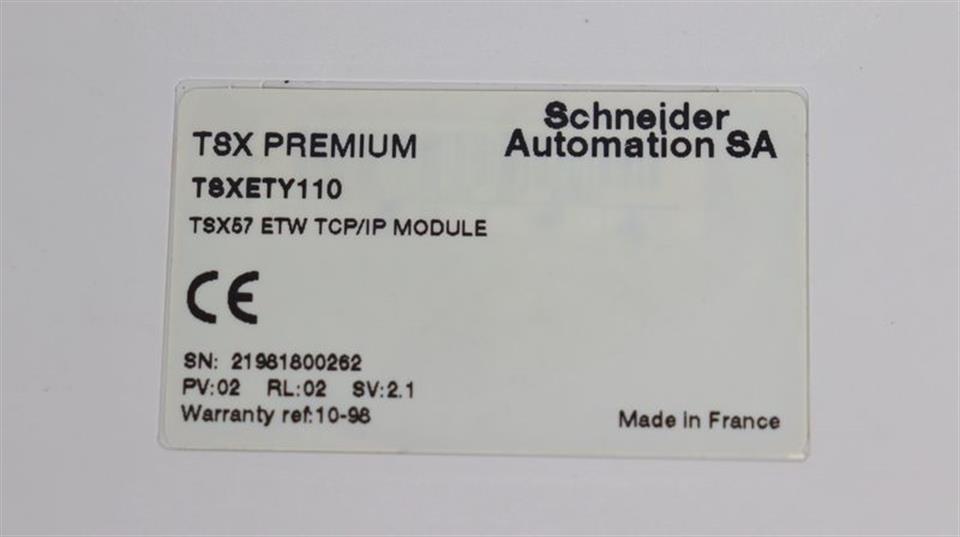 Schneider
Automation SA
TSX PREMIUM
TSXETY110
TSX57 ETW TCP/IP MODULE
CE
SN: 21981800262
PV:02 RL:02 SV:2.1
Warranty ref:10-98
Made in France